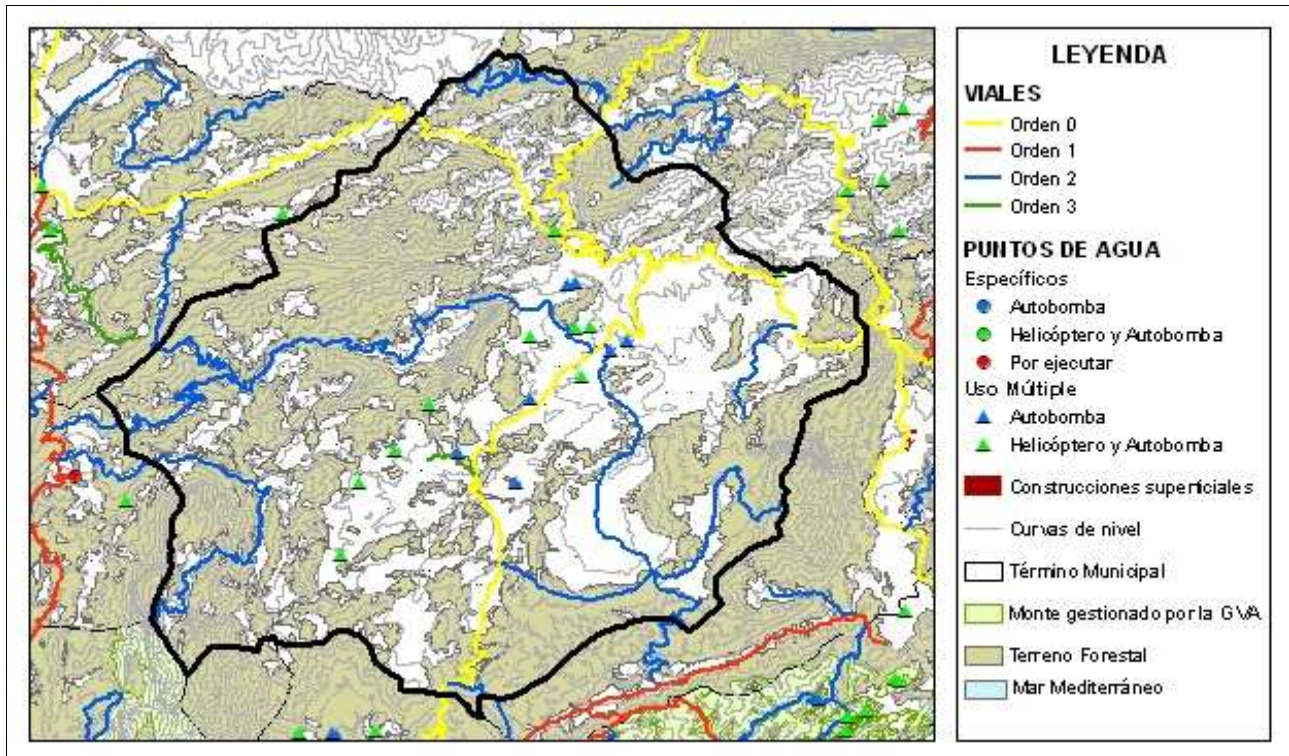 LEYENDA
VIALES
Orden 0
Orden 1
Orden 2
Orden 3
PUNTOS DE AGUA
Específicos
Autobomba
Helicóptero y Autobomba
Por ejecutar
Uso Múltiple
Autobomba
Helicóptero y Autobomba
Construcciones superficiales
Curvas de nivel
Término Municipal
Monte gestionado por la GVA
Terreno Forestal
Mar Mediterráneo